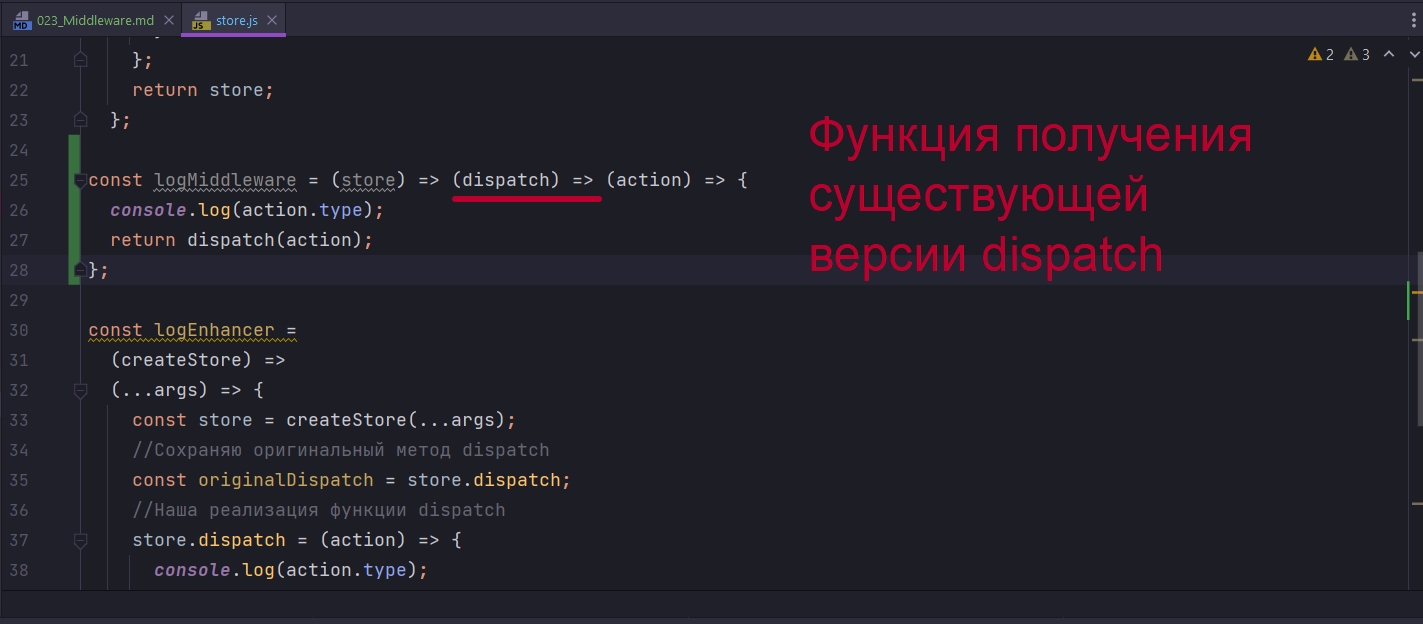 MD 023_Middleware.md
JS store.js
2 3
21 };
22 return store;
23 };
24
25 const logMiddleware = (store) => (dispatch) => (action) => {
26 console.log(action.type);
27 return dispatch(action);
28 };
29
30 const logEnhancer =
31 (createStore) =>
32 (...args) => {
33 const store = createStore(...args);
34 //Сохраняю оригинальный метод dispatch
35 const originalDispatch = store.dispatch;
36 //Наша реализация функции dispatch
37 store.dispatch = (action) => {
38 console.log(action.type);
Функция получения
существующей
версии dispatch